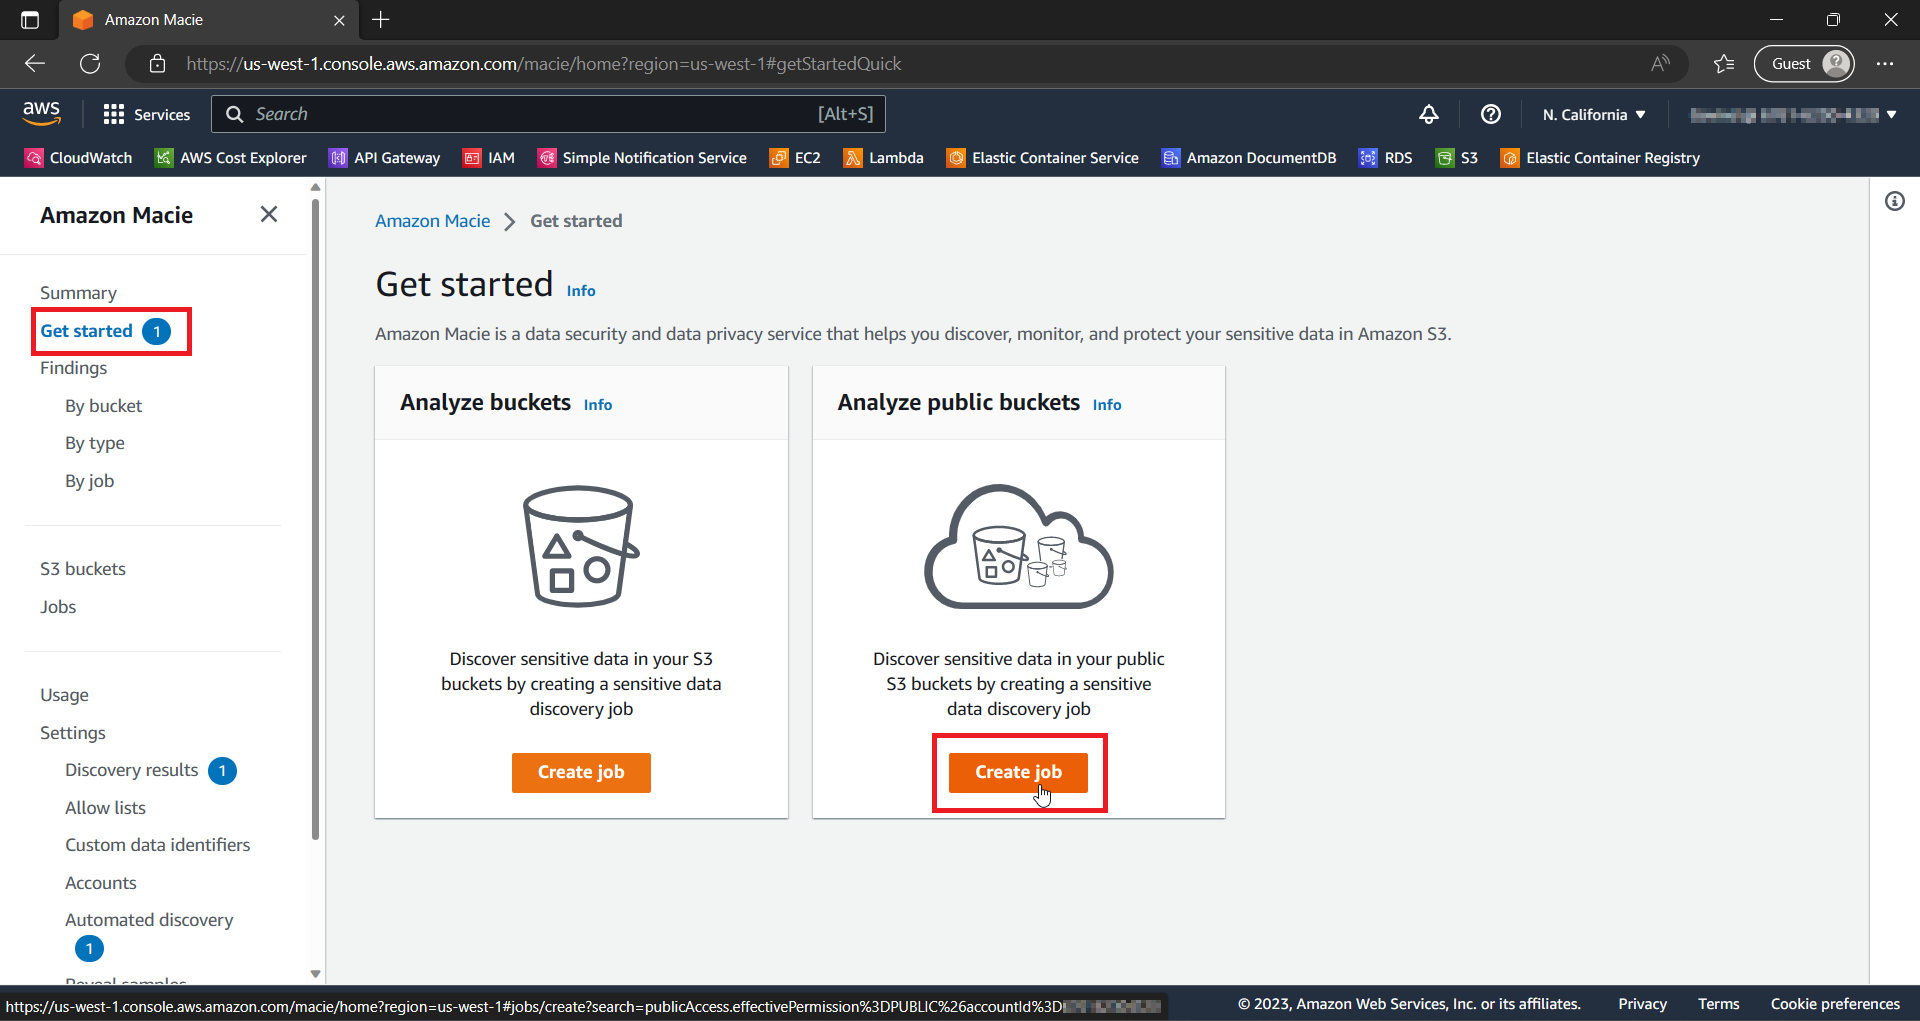 Amazon Macie
https://us-west-1.console.aws.amazon.com/macie/home?region=us-west-1#getStartedQuick
A
Guest
aws
Services
Search
[Alt+S]
N. California
CloudWatch
AWS Cost Explorer
API Gateway
IAM
Simple Notification Service
EC2
Lambda
Elastic Container Service
Amazon DocumentDB
RDS
S3
Elastic Container Registry
Amazon Macie
Summary
Get started 1
Findings
By bucket
By type
By job
S3 buckets
Jobs
Usage
Settings
Discovery results 1
Allow lists
Custom data identifiers
Accounts
Automated discovery
1
Reveal samples
Amazon Macie > Get started
Get started Info
Amazon Macie is a data security and data privacy service that helps you discover, monitor, and protect your sensitive data in Amazon S3.
Analyze buckets Info
Discover sensitive data in your S3
buckets by creating a sensitive data
discovery job
Create job
Analyze public buckets Info
Discover sensitive data in your public
S3 buckets by creating a sensitive
data discovery job
Create job
https://us-west-1.console.aws.amazon.com/macie/home?region=us-west-1#jobs/create?search=publicAccess.effectivePermission%3DPUBLIC%26accountId%3D
© 2023, Amazon Web Services, Inc. or its affiliates.
Privacy
Terms
Cookie preferences